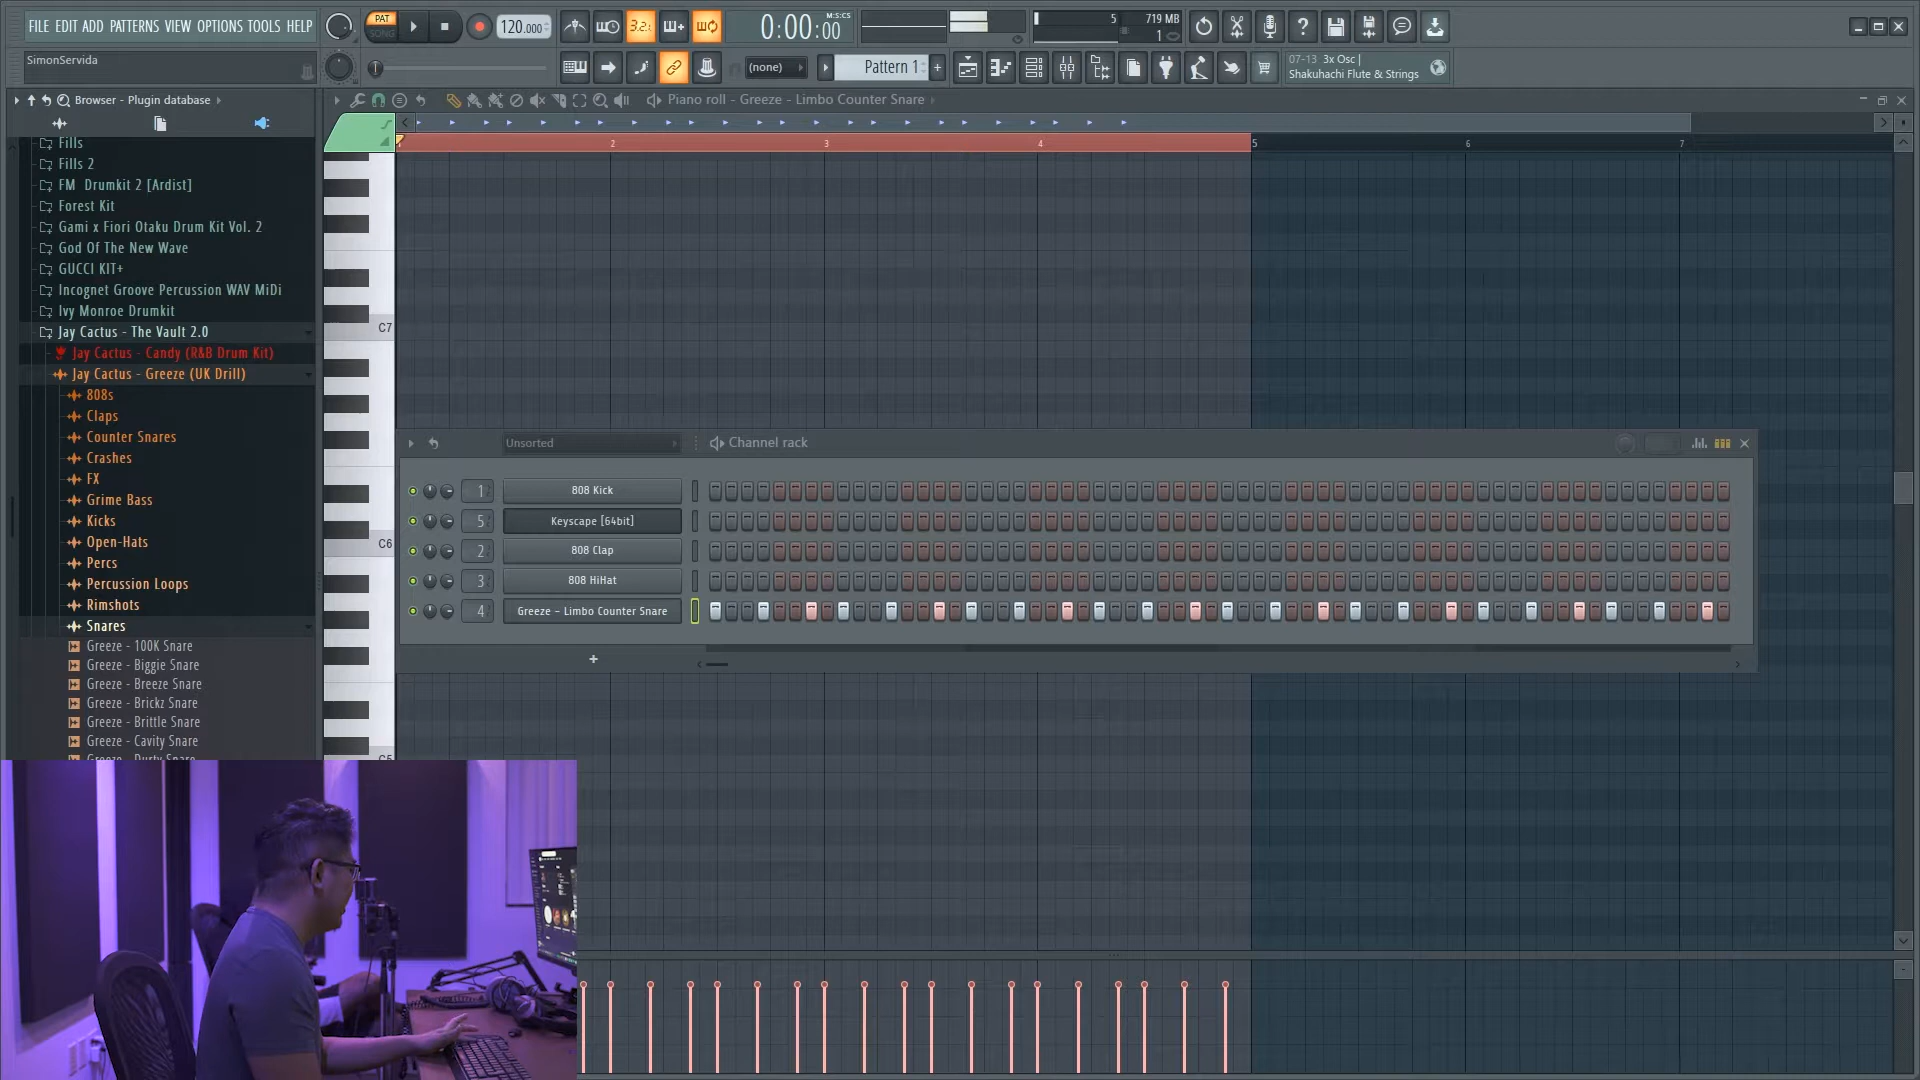 FILE EDIT ADD PATTERNS VIEW OPTIONS TOOLS HELP
PAT
SONG
120.000
3.2.
0:00:00
M:S:CS
5
719 MB
1
SimonServida
(none)
Pattern 1
07-13 3x Osc |
Shakuhachi Flute & Strings
Browser - Plugin database
Piano roll - Greeze - Limbo Counter Snare
2
3
4
5
6
7
Fills
Fills 2
FM Drumkit 2 [Ardist]
Forest Kit
Gami x Fiori Otaku Drum Kit Vol. 2
God Of The New Wave
GUCCI KIT+
Incognet Groove Percussion WAV MiDi
Ivy Monroe Drumkit
Jay Cactus - The Vault 2.0
Jay Cactus - Candy (R&B Drum Kit)
Jay Cactus - Greeze (UK Drill)
808s
Claps
Counter Snares
Crashes
FX
Grime Bass
Kicks
Open-Hats
Percs
Percussion Loops
Rimshots
Snares
Greeze - 100K Snare
Greeze - Biggie Snare
Greeze - Breeze Snare
Greeze - Brickz Snare
Greeze - Brittle Snare
Greeze - Cavity Snare
Greeze - Durty Snare
C7
C6
C5
Unsorted
Channel rack
1 808 Kick
5 Keyscape [64bit]
2 808 Clap
3 808 HiHat
4 Greeze - Limbo Counter Snare
+